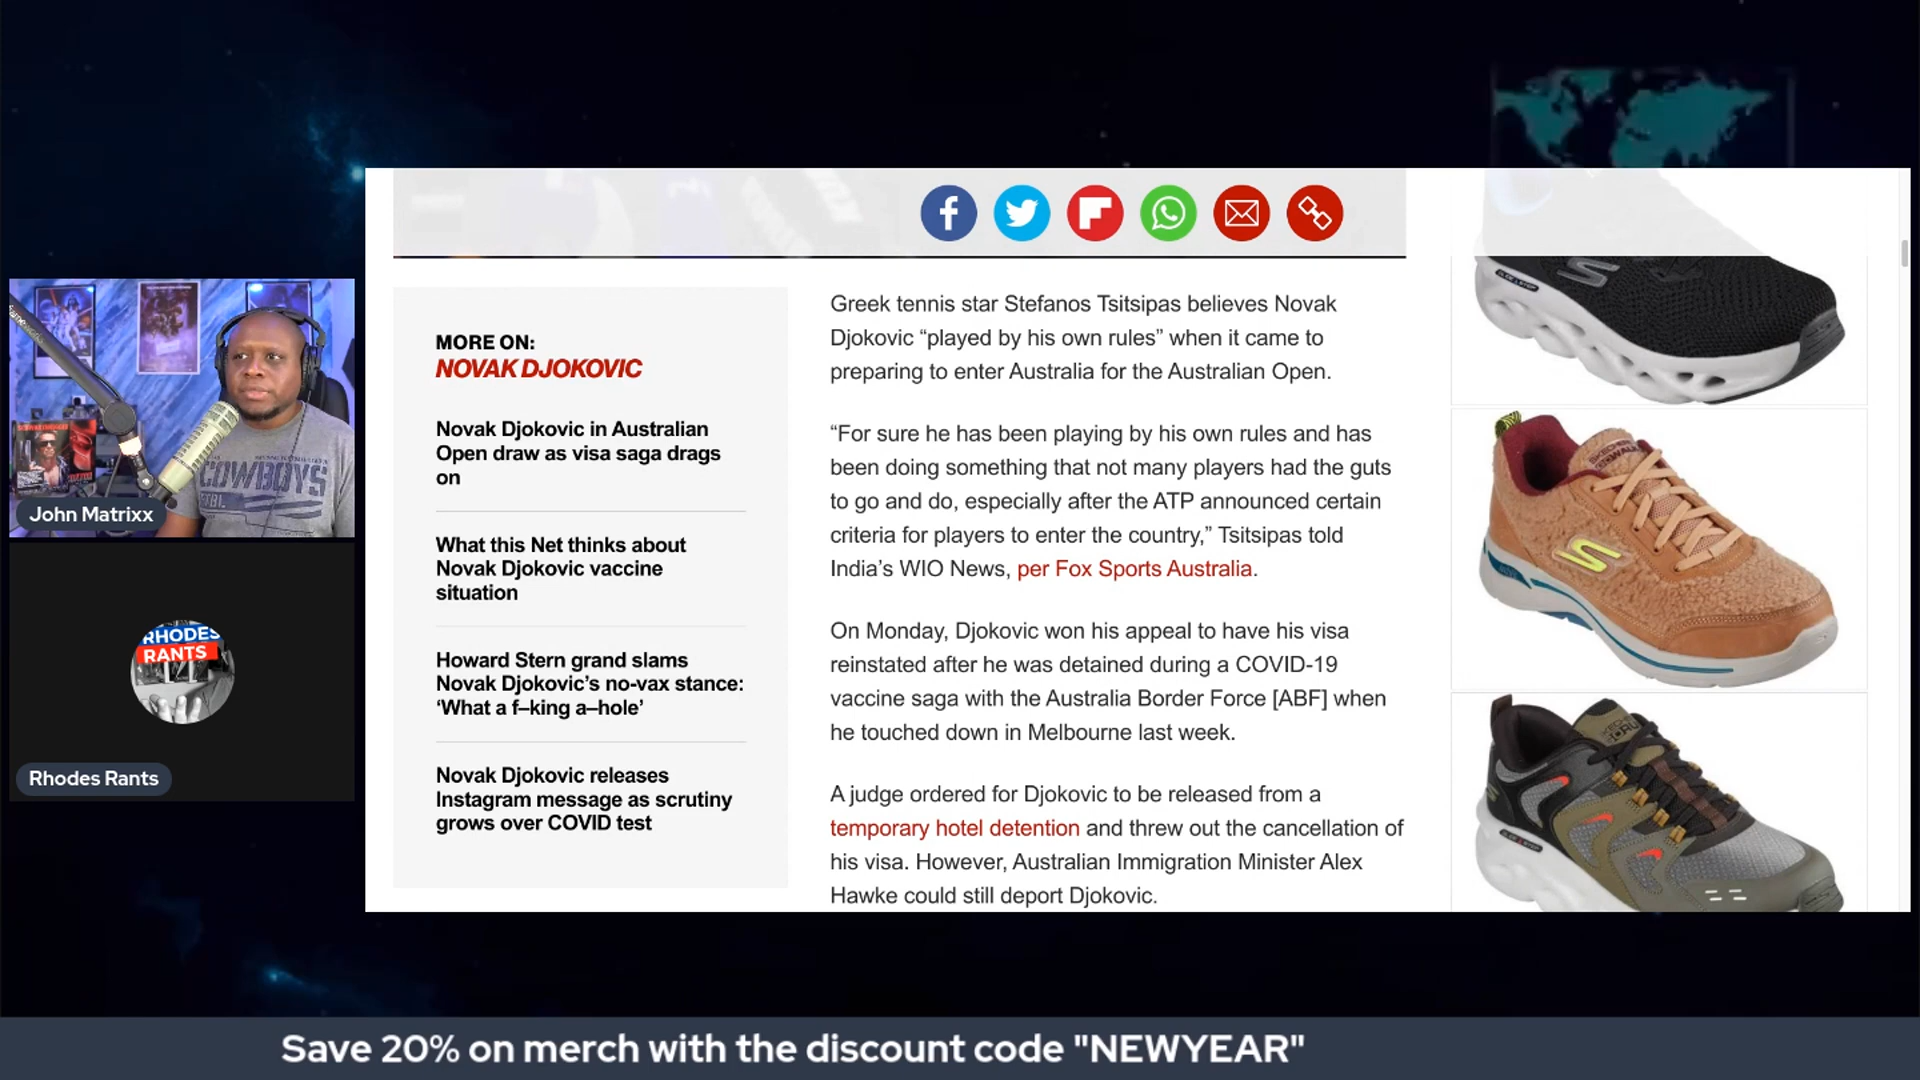 MORE ON:
NOVAK DJOKOVIC
Novak Djokovic in Australian
Open draw as visa saga drags
on
What this Net thinks about
Novak Djokovic vaccine
situation
Howard Stern grand slams
Novak Djokovic’s no-vax stance:
‘What a f–king a–hole’
Novak Djokovic releases
Instagram message as scrutiny
grows over COVID test
Greek tennis star Stefanos Tsitsipas believes Novak
Djokovic “played by his own rules” when it came to
preparing to enter Australia for the Australian Open.
“For sure he has been playing by his own rules and has
been doing something that not many players had the guts
to go and do, especially after the ATP announced certain
criteria for players to enter the country,” Tsitsipas told
India’s WIO News, per Fox Sports Australia.
On Monday, Djokovic won his appeal to have his visa
reinstated after he was detained during a COVID-19
vaccine saga with the Australia Border Force [ABF] when
he touched down in Melbourne last week.
A judge ordered for Djokovic to be released from a
temporary hotel detention and threw out the cancellation of
his visa. However, Australian Immigration Minister Alex
Hawke could still deport Djokovic.
COWBOYS
John Matrixx
RHODES
RANTS
Rhodes Rants
Save 20% on merch with the discount code "NEWYEAR"